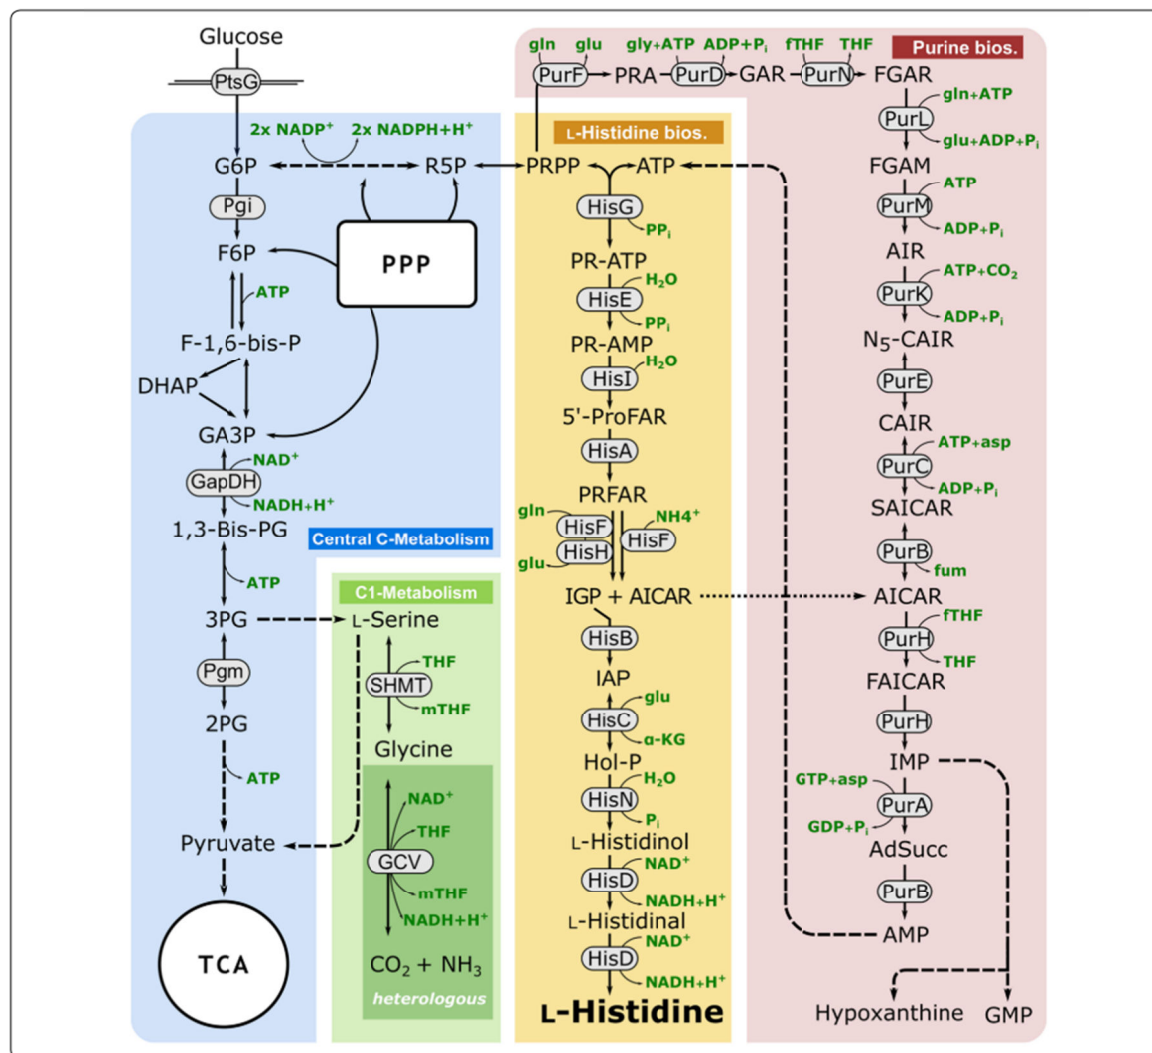 Glucose
PtsG
2x NADP⁺ 2x NADPH+H⁺
G6P
R5P
Pgi
F6P
PPP
ATP
F-1,6-bis-P
DHAP
GA3P
NAD⁺
GapDH
NADH+H⁺
1,3-Bis-PG
Central C-Metabolism
ATP
3PG
Pgm
2PG
ATP
Pyruvate
TCA
C1-Metabolism
L-Serine
THF
SHMT
mTHF
Glycine
NAD⁺
THF
GCV
mTHF
NADH+H⁺
CO₂ + NH₃
heterologous
L-Histidine bios.
PRPP
ATP
HisG
PPᵢ
PR-ATP
H₂O
HisE
PPᵢ
PR-AMP
H₂O
HisI
5'-ProFAR
HisA
PRFAR
gln
HisF
NH4⁺
HisF
HisH
glu
IGP + AICAR
HisB
IAP
glu
HisC
α-KG
Hol-P
H₂O
HisN
Pᵢ
L-Histidinol
NAD⁺
HisD
NADH+H⁺
L-Histidinal
NAD⁺
HisD
NADH+H⁺
L-Histidine
Purine bios.
gln glu gly+ATP ADP+Pᵢ fTHF THF
PurF PRA PurD GAR PurN FGAR
gln+ATP
PurL
glu+ADP+Pᵢ
FGAM
ATP
PurM
ADP+Pᵢ
AIR
ATP+CO₂
PurK
ADP+Pᵢ
N₅-CAIR
PurE
CAIR
ATP+asp
PurC
ADP+Pᵢ
SAICAR
PurB
fum
AICAR
fTHF
PurH
THF
FAICAR
PurH
IMP
GTP+asp
PurA
GDP+Pᵢ
AdSucc
PurB
AMP
Hypoxanthine GMP